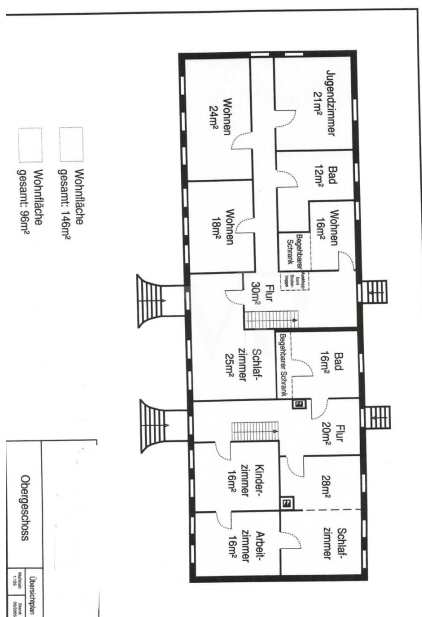 Jugendzimmer
21m²
Bad
12m²
Wohnen
16m²
Begehbarer
Schrank
Wohnen
24m²
Wohnen
18m²
Flur
30m²
Schlaf-
zimmer
25m²
Begehbarer Schrank
Bad
16m²
Flur
20m²
28m²
Schlaf-
zimmer
Kinder-
zimmer
16m²
Arbeit-
zimmer
16m²
Wohnfläche
gesamt: 146m²
Wohnfläche
gesamt: 96m²
Obergeschoss
Übersichtplan